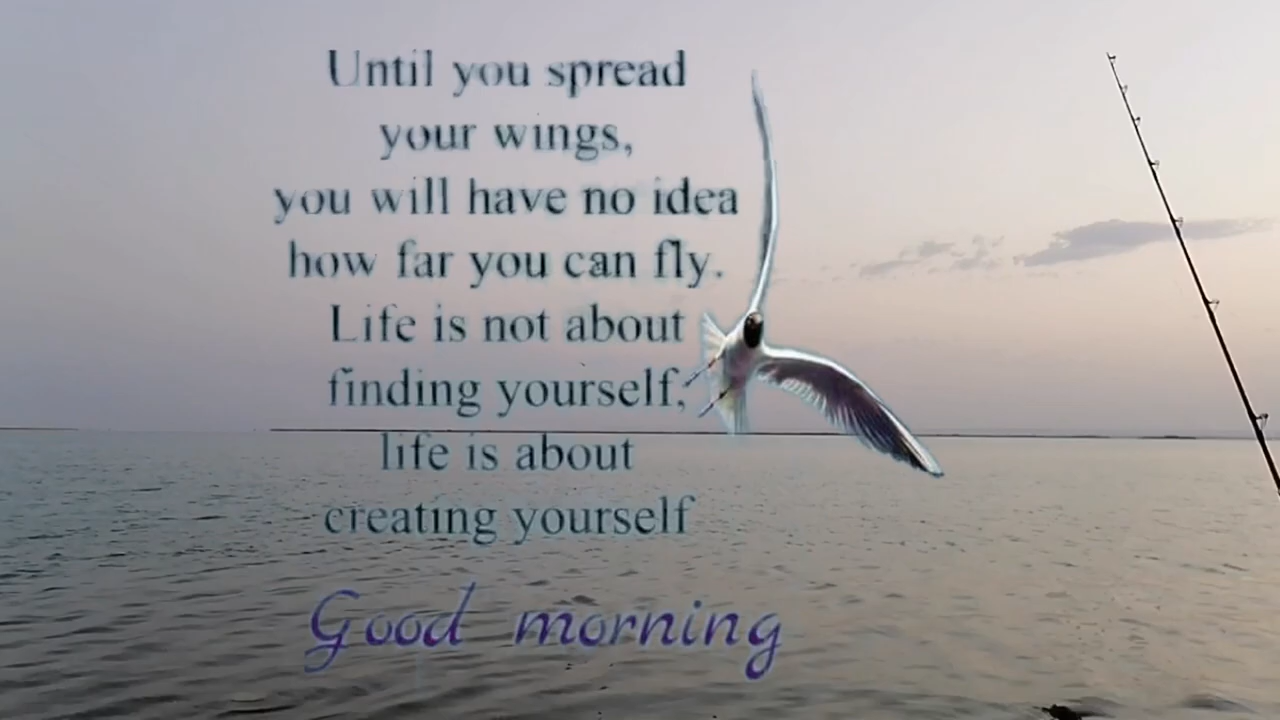 Until you spread
your wings,
you will have no idea
how far you can fly.
Life is not about
finding yourself,
life is about
creating yourself
Good morning